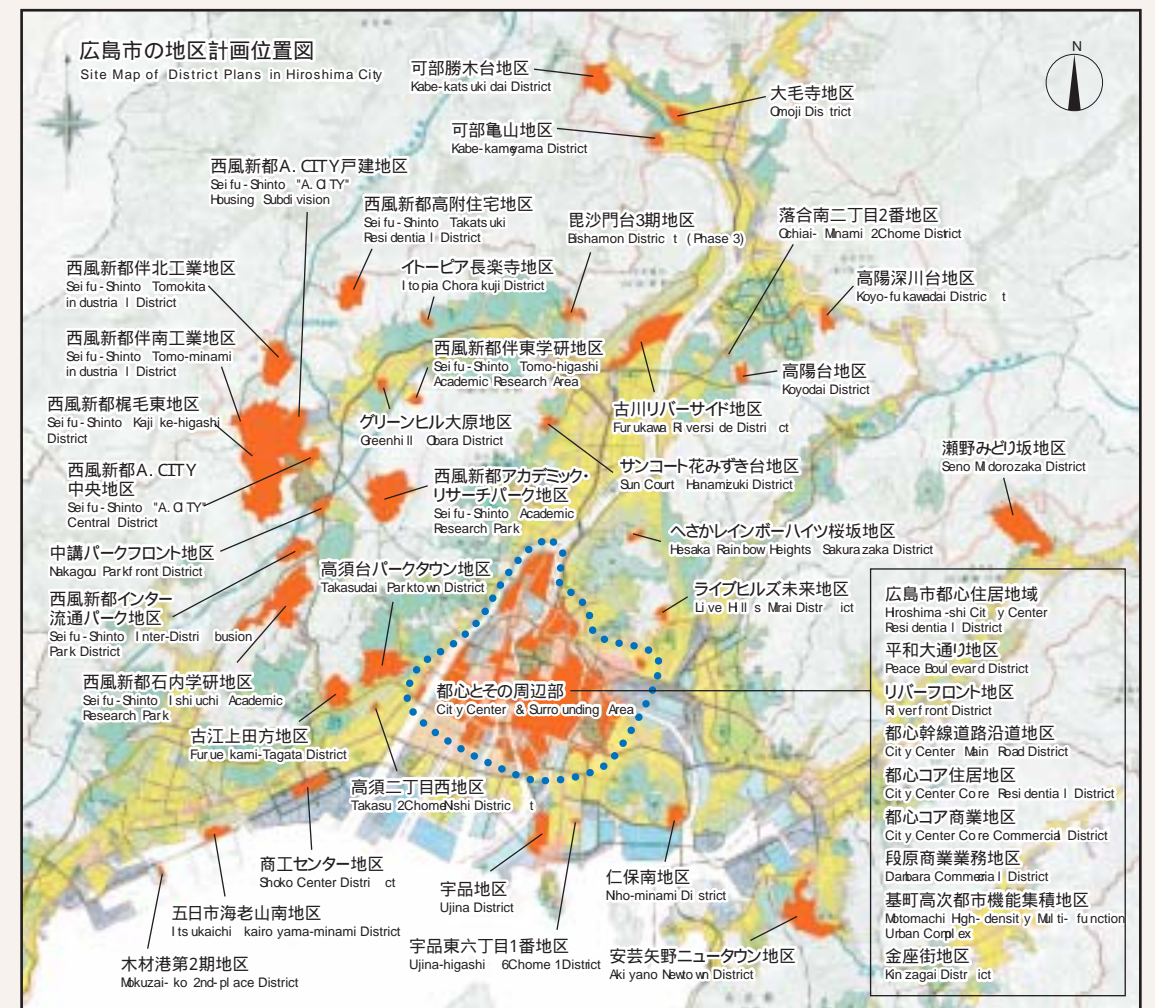 広島市の地区計画位置図
Site Map of District Plans in Hiroshima City
N
可部勝木台地区
Kabe-katsuki dai District
大毛寺地区
Omoji District
可部亀山地区
Kabe-kameyama District
西風新都A. CITY戸建地区
Seifu-Shinto "A.CITY"
Housing Subdivision
西風新都高附住宅地区
Seifu-Shinto Takatsuki
Residential District
毘沙門台3期地区
Bishamon District (Phase 3)
落合南二丁目2番地区
Ochiai-Minami 2Chome District
西風新都伴北工業地区
Seifu-Shinto Tomokita
industrial District
イトーピア長楽寺地区
Itopia Chorakuji District
高陽深川台地区
Koyo-fukawadai District
西風新都伴南工業地区
Seifu-Shinto Tomo-minami
industrial District
西風新都伴東学研地区
Seifu-Shinto Tomo-higashi
Academic Research Area
高陽台地区
Koyodai District
西風新都梶毛東地区
Seifu-Shinto Kajike-higashi
District
グリーンヒル大原地区
Greenhill Obara District
古川リバーサイド地区
Furukawa Riverside District
瀬野みどり坂地区
Seno Midorozaka District
西風新都A.CITY
中央地区
Seifu-Shinto "A.CITY"
Central District
西風新都アカデミック・
リサーチパーク地区
Seifu-Shinto Academic
Research Park
サンコート花みずき台地区
Sun Court Hanamizuki District
中講パークフロント地区
Nakagou Parkfront District
へさかレインボーハイツ桜坂地区
Hesaka Rainbow Heights Sakurazaka District
高須台パークタウン地区
Takasudai Parktown District
西風新都インター
流通パーク地区
Seifu-Shinto Inter-Distribusion
Park District
ライブヒルズ未来地区
Live Hills Mirai District
西風新都石内学研地区
Seifu-Shinto Ishiuchi Academic
Research Park
都心とその周辺部
City Center & Surrounding Area
古江上田方地区
Furue kami-Tagata District
高須二丁目西地区
Takasu 2ChomeNishi District
商工センター地区
Shoko Center District
宇品地区
Ujina District
仁保南地区
Niho-minami District
五日市海老山南地区
Itsukaichi kairoyama-minami District
宇品東六丁目1番地区
Ujina-higashi 6Chome 1District
安芸矢野ニュータウン地区
Akiyano Newtown District
木材港第2期地区
Mokuzai-ko 2nd-place District
広島市都心住居地域
Hroshima-shi City Center
Residential District
平和大通り地区
Peace Boulevard District
リバーフロント地区
Riverfront District
都心幹線道路沿道地区
City Center Main Road District
都心コア住居地区
City Center Core Residential District
都心コア商業地区
City Center Core Commercial District
段原商業業務地区
Danbara Commercial District
基町高次都市機能集積地区
Motomachi High-density Multi-function
Urban Complex
金座街地区
Kinzagai District